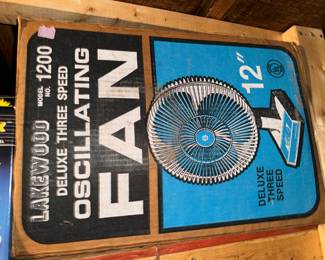 LAKEWOOD MODEL NO. 1200
DELUXE THREE SPEED
OSCILLATING
FAN
12"
DELUXE
THREE
SPEED